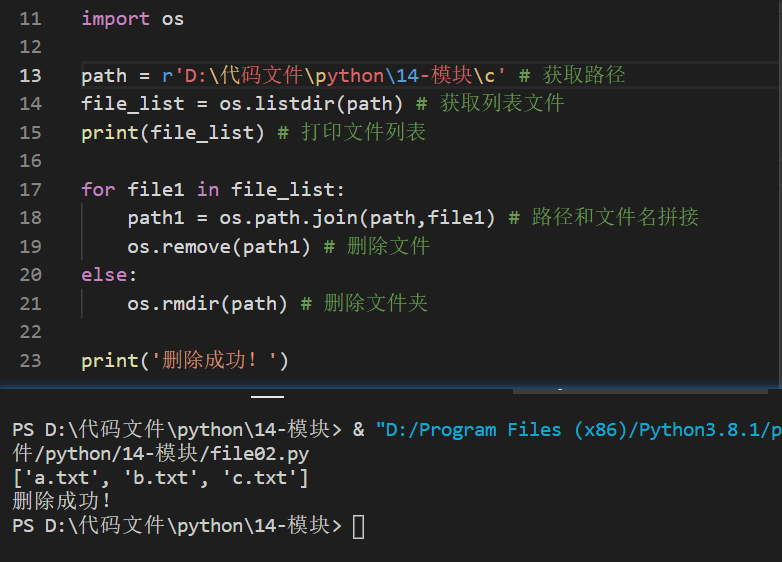 11 import os
12
13 path = r'D:\代码文件\python\14-模块\c' # 获取路径
14 file_list = os.listdir(path) # 获取列表文件
15 print(file_list) # 打印文件列表
16
17 for file1 in file_list:
18     path1 = os.path.join(path,file1) # 路径和文件名拼接
19     os.remove(path1) # 删除文件
20 else:
21     os.rmdir(path) # 删除文件夹
22
23 print('删除成功！')
PS D:\代码文件\python\14-模块> & "D:/Program Files (x86)/Python3.8.1/p
件/python/14-模块/file02.py
['a.txt', 'b.txt', 'c.txt']
删除成功！
PS D:\代码文件\python\14-模块>